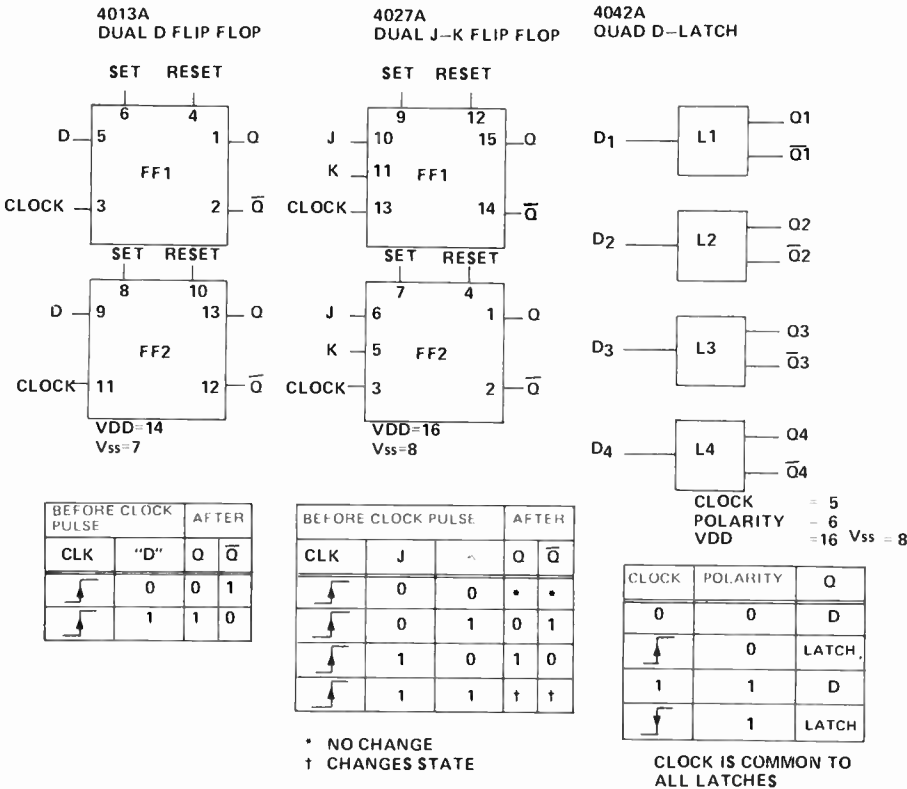 4013A
DUAL D FLIP FLOP
SET RESET
6 4
D 5 1 Q
FF1
CLOCK 3 2 Q̅
SET RESET
8 10
D 9 13 Q
FF2
CLOCK 11 12 Q̅
VDD=14
Vss=7
BEFORE CLOCK PULSE AFTER
CLK "D" Q Q̅
0 0 1
1 1 0
4027A
DUAL J-K FLIP FLOP
SET RESET
9 12
J 10 15 Q
K 11 FF1
CLOCK 13 14 Q̅
SET RESET
7 4
J 6 1 Q
K 5 FF2
CLOCK 3 2 Q̅
VDD=16
Vss=8
BEFORE CLOCK PULSE AFTER
CLK J Q Q̅
0 0 * *
0 1 0 1
1 0 1 0
1 1 † †
* NO CHANGE
† CHANGES STATE
4042A
QUAD D-LATCH
D1 L1 Q1
Q̅1
D2 L2 Q2
Q̅2
D3 L3 Q3
Q̅3
D4 L4 Q4
Q̅4
CLOCK = 5
POLARITY = 6
VDD =16 Vss = 8
CLOCK POLARITY Q
0 0 D
0 LATCH
1 1 D
1 LATCH
CLOCK IS COMMON TO
ALL LATCHES